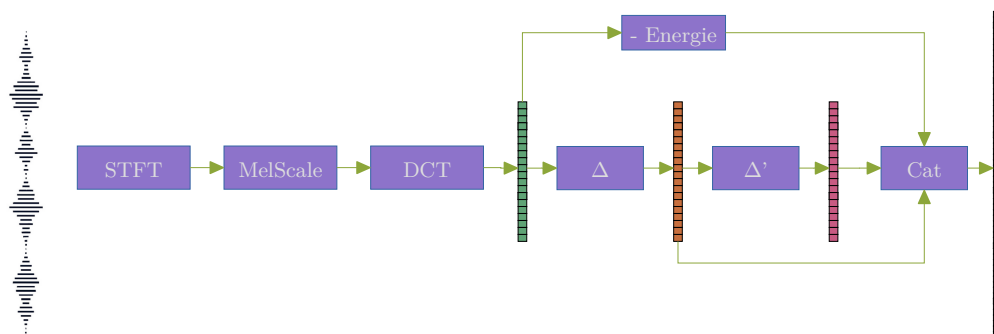 - Energie
STFT
MelScale
DCT
Δ
Δ'
Cat